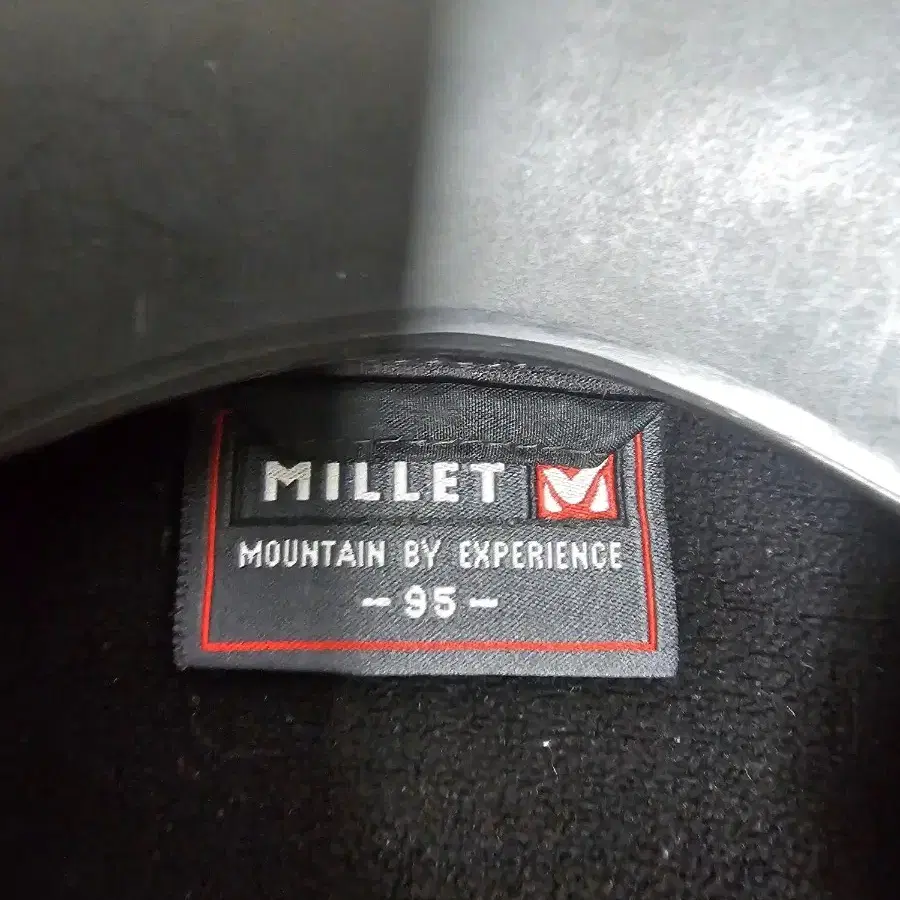 MILLET
MOUNTAIN BY EXPERIENCE
- 95 -